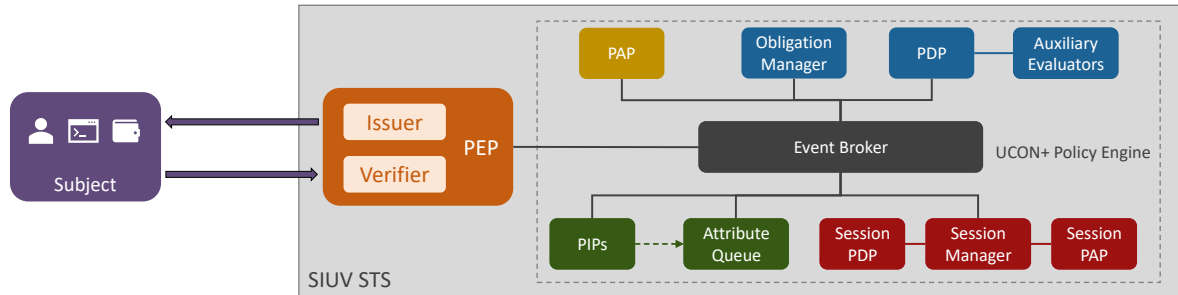 PAP
Obligation
Manager
PDP
Auxiliary
Evaluators
Issuer
Verifier
PEP
Subject
Event Broker
UCON+ Policy Engine
PIPs
Attribute
Queue
Session
PDP
Session
Manager
Session
PAP
SIUV STS